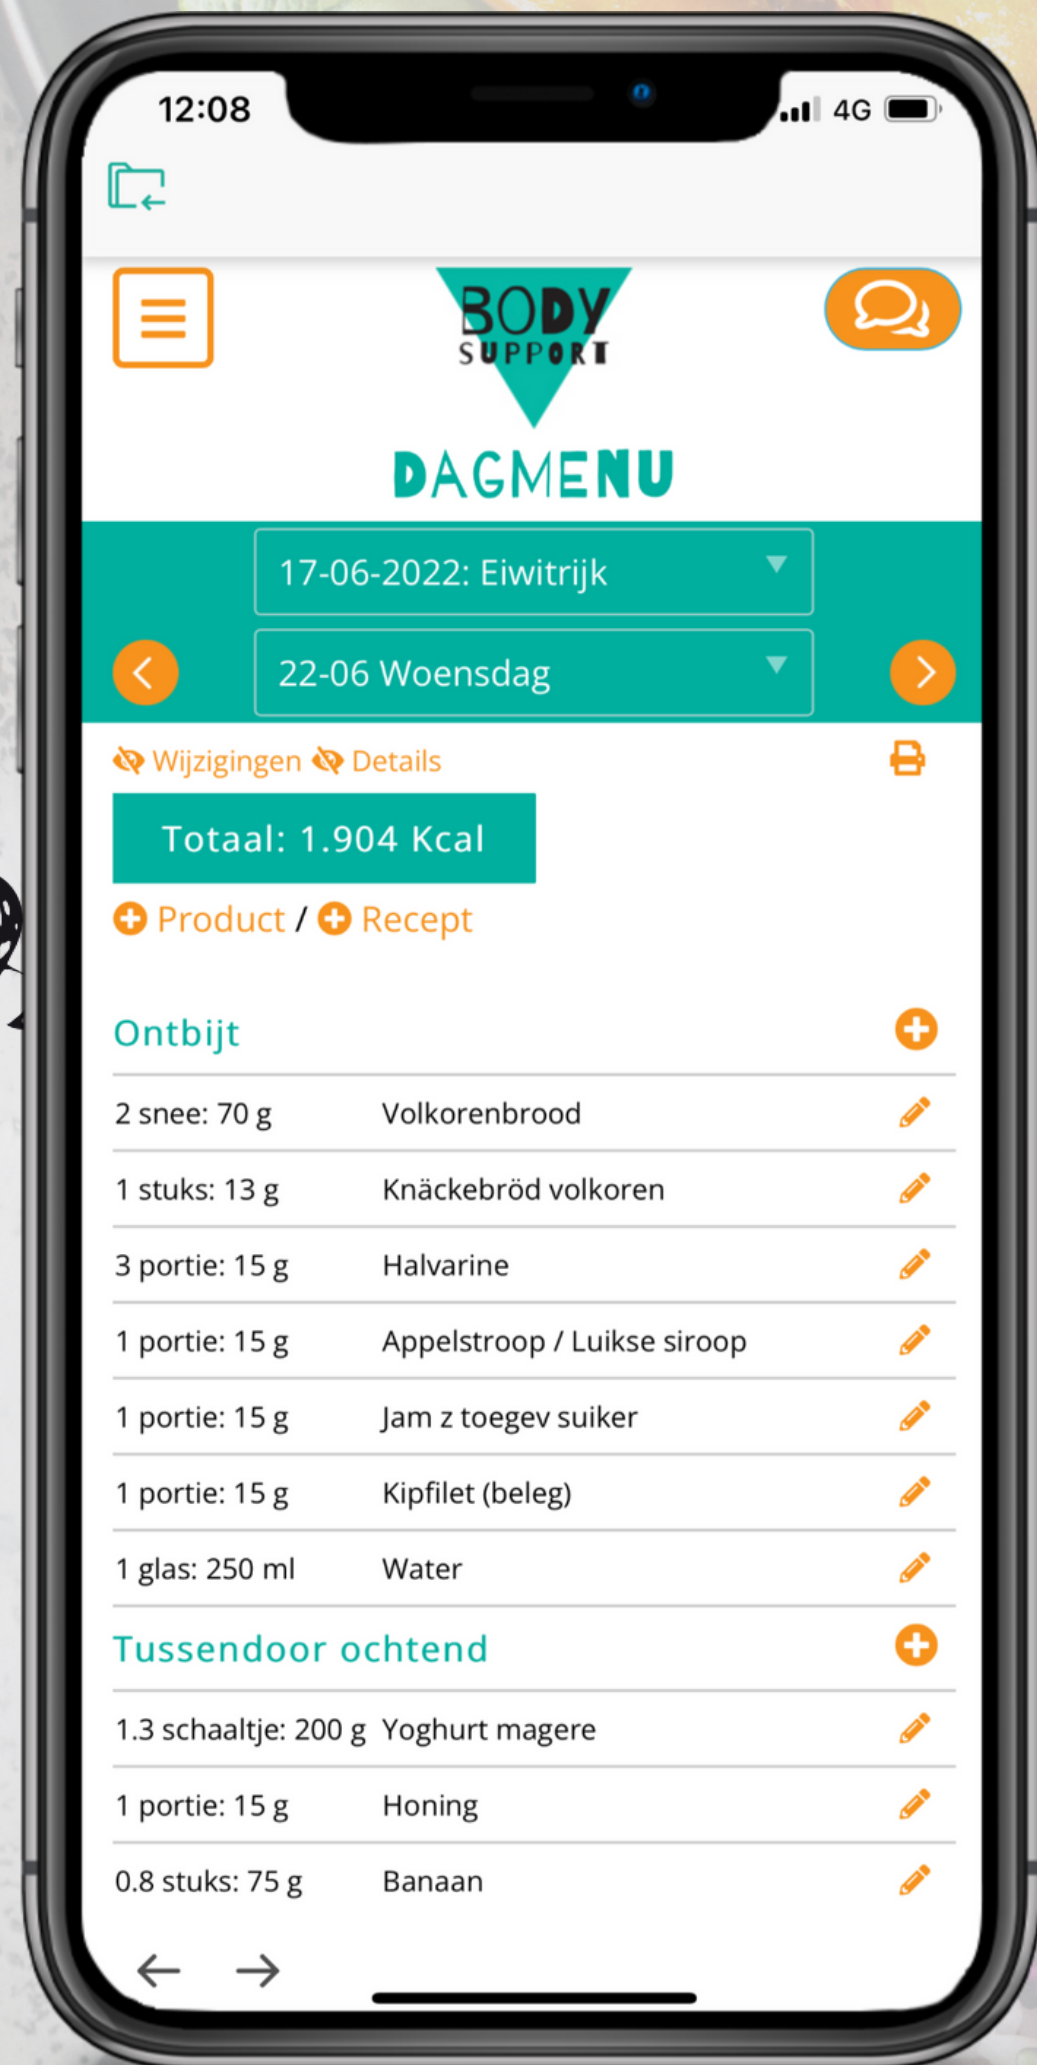 12:08
4G
BODY
SUPPORT
DAGMENU
17-06-2022: Eiwitrijk
22-06 Woensdag
Wijzigingen Details
Totaal: 1.904 Kcal
Product / Recept
Ontbijt
2 snee: 70 g Volkorenbrood
1 stuks: 13 g Knäckebröd volkoren
3 portie: 15 g Halvarine
1 portie: 15 g Appelstroop / Luikse siroop
1 portie: 15 g Jam z toegev suiker
1 portie: 15 g Kipfilet (beleg)
1 glas: 250 ml Water
Tussendoor ochtend
1.3 schaaltje: 200 g Yoghurt magere
1 portie: 15 g Honing
0.8 stuks: 75 g Banaan